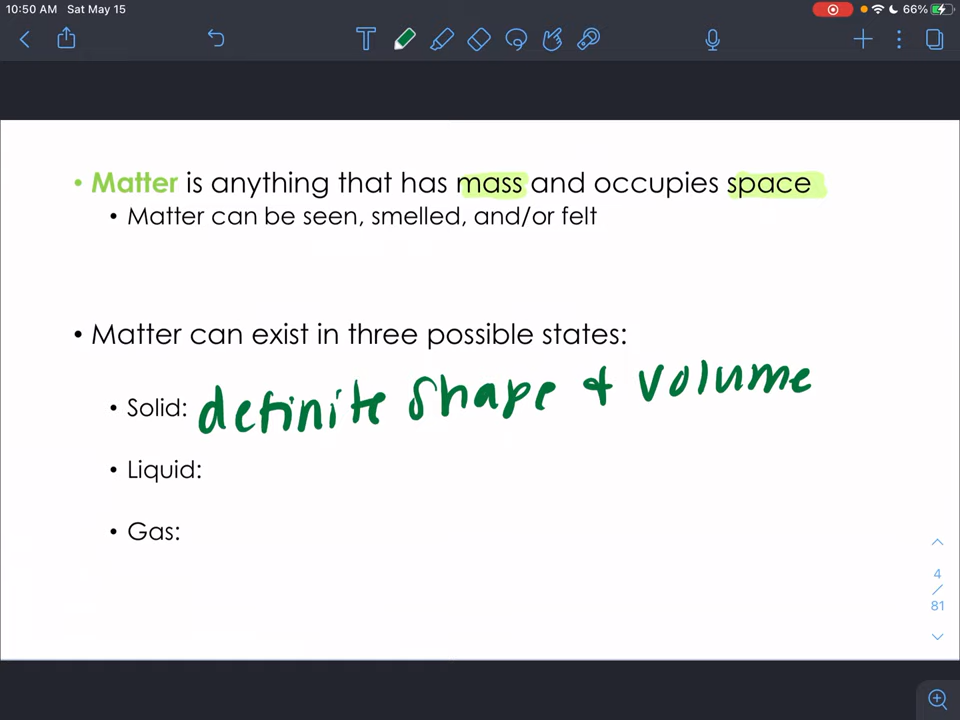 10:50 AM Sat May 15 66%
• Matter is anything that has mass and occupies space
• Matter can be seen, smelled, and/or felt
• Matter can exist in three possible states:
• Solid: definite shape & volume
• Liquid:
• Gas:
4
/
81